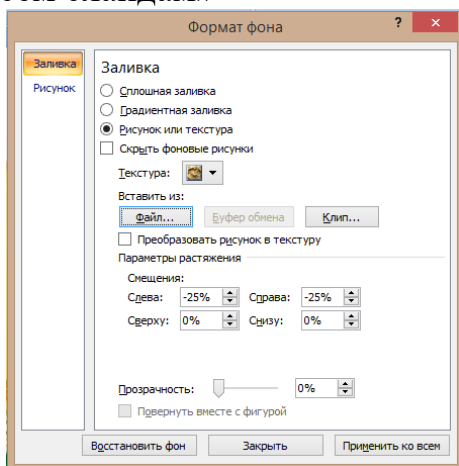 Формат фона
?
×
Заливка
Рисунок
Заливка
Сплошная заливка
Градиентная заливка
Рисунок или текстура
Скрыть фоновые рисунки
Текстура:
Вставить из:
Файл... Буфер обмена Клип...
Преобразовать рисунок в текстуру
Параметры растяжения
Смещения:
Слева: -25% Справа: -25%
Сверху: 0% Снизу: 0%
Прозрачность: 0%
Повернуть вместе с фигурой
Восстановить фон Закрыть Применить ко всем